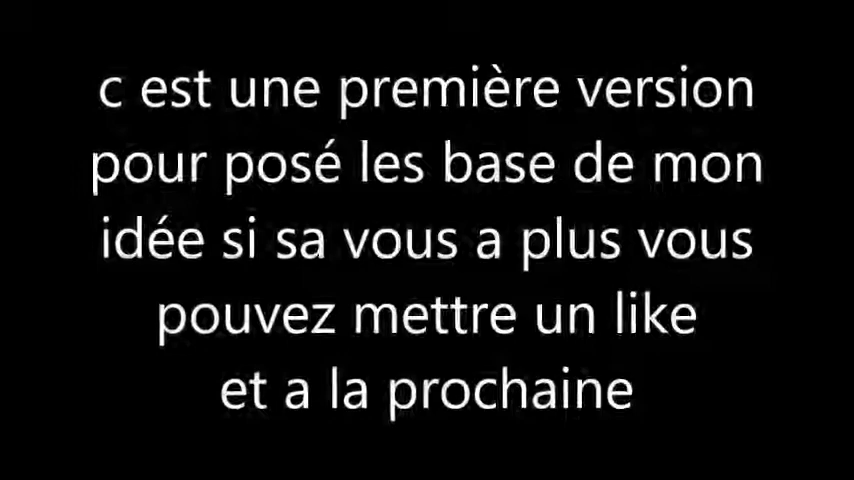 c est une première version
pour posé les base de mon
idée si sa vous a plus vous
pouvez mettre un like
et a la prochaine